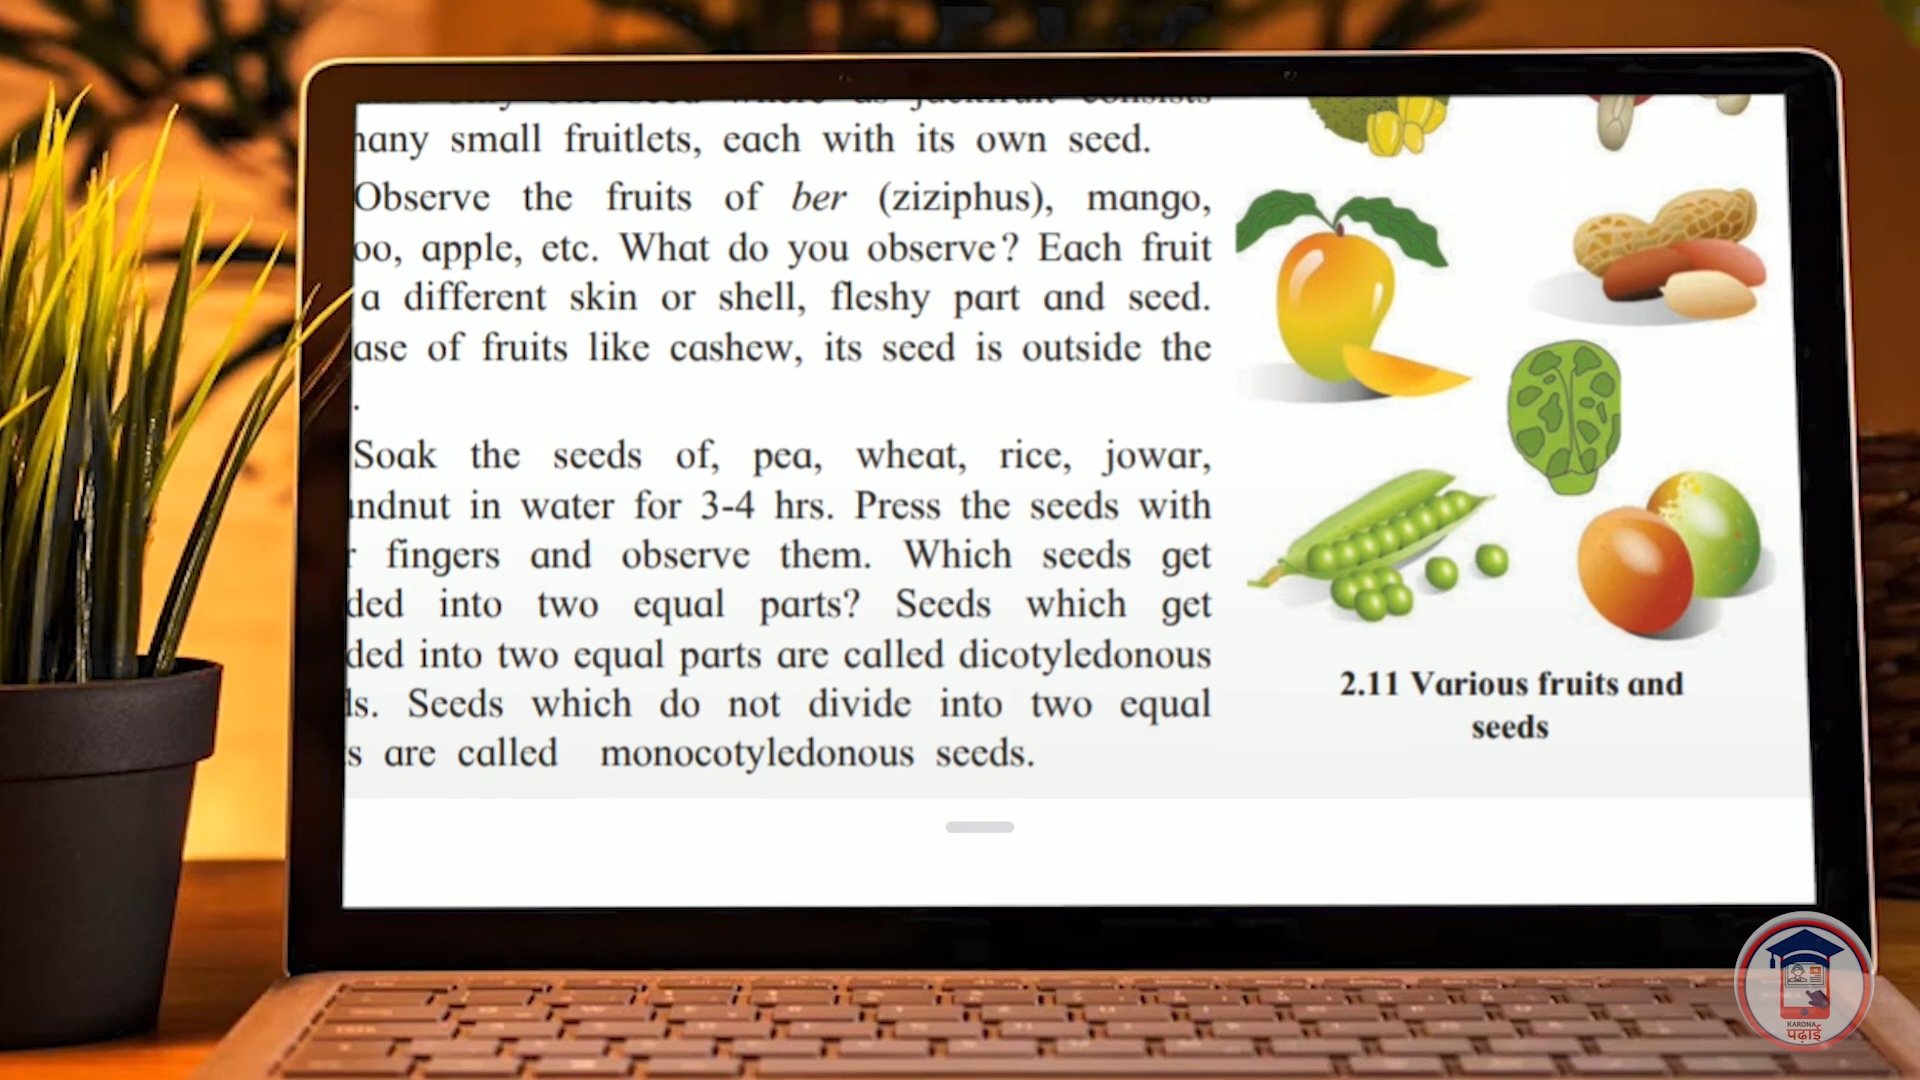 many small fruitlets, each with its own seed.
Observe the fruits of ber (ziziphus), mango,
oo, apple, etc. What do you observe? Each fruit
a different skin or shell, fleshy part and seed.
ase of fruits like cashew, its seed is outside the
.
Soak the seeds of, pea, wheat, rice, jowar,
undnut in water for 3-4 hrs. Press the seeds with
r fingers and observe them. Which seeds get
ded into two equal parts? Seeds which get
ded into two equal parts are called dicotyledonous
ds. Seeds which do not divide into two equal
s are called monocotyledonous seeds.
2.11 Various fruits and
seeds
KARONA
पढ़ाई